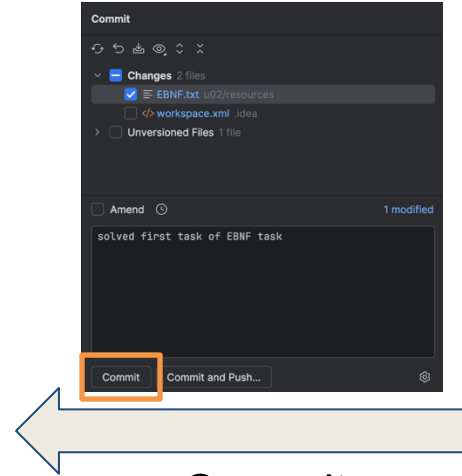 Commit
Changes 2 files
EBNF.txt u02/resources
</> workspace.xml .idea
Unversioned Files 1 file
Amend
1 modified
solved first task of EBNF task
Commit
Commit and Push...